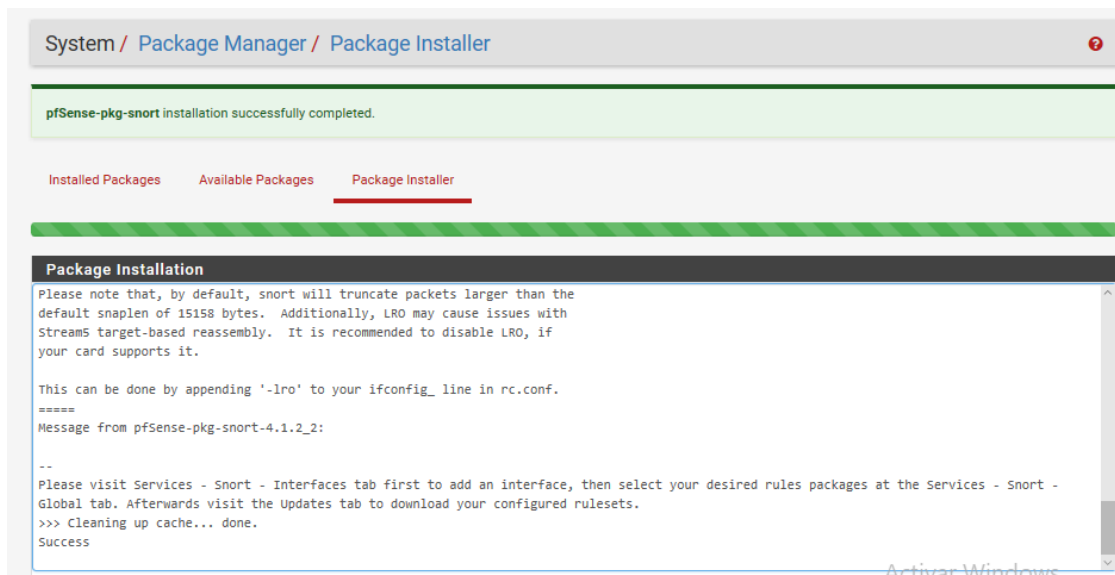 System / Package Manager / Package Installer
pfSense-pkg-snort installation successfully completed.
Installed Packages Available Packages Package Installer
Package Installation
Please note that, by default, snort will truncate packets larger than the
default snaplen of 15158 bytes.  Additionally, LRO may cause issues with
Stream5 target-based reassembly.  It is recommended to disable LRO, if
your card supports it.
This can be done by appending '-lro' to your ifconfig_ line in rc.conf.
=====
Message from pfSense-pkg-snort-4.1.2_2:
--
Please visit Services - Snort - Interfaces tab first to add an interface, then select your desired rules packages at the Services - Snort -
Global tab. Afterwards visit the Updates tab to download your configured rulesets.
>>> Cleaning up cache... done.
Success
Activar Windows